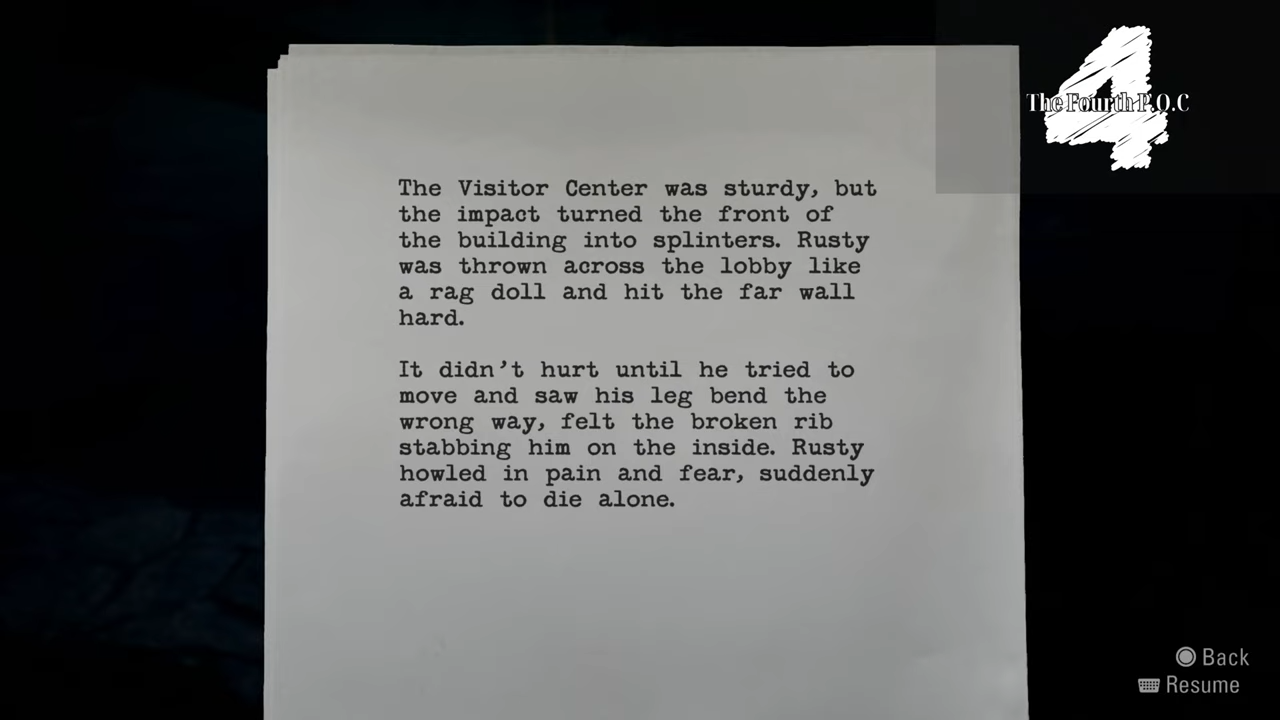 4
The Fourth P.O.C
The Visitor Center was sturdy, but
the impact turned the front of
the building into splinters. Rusty
was thrown across the lobby like
a rag doll and hit the far wall
hard.
It didn't hurt until he tried to
move and saw his leg bend the
wrong way, felt the broken rib
stabbing him on the inside. Rusty
howled in pain and fear, suddenly
afraid to die alone.
Back
Resume